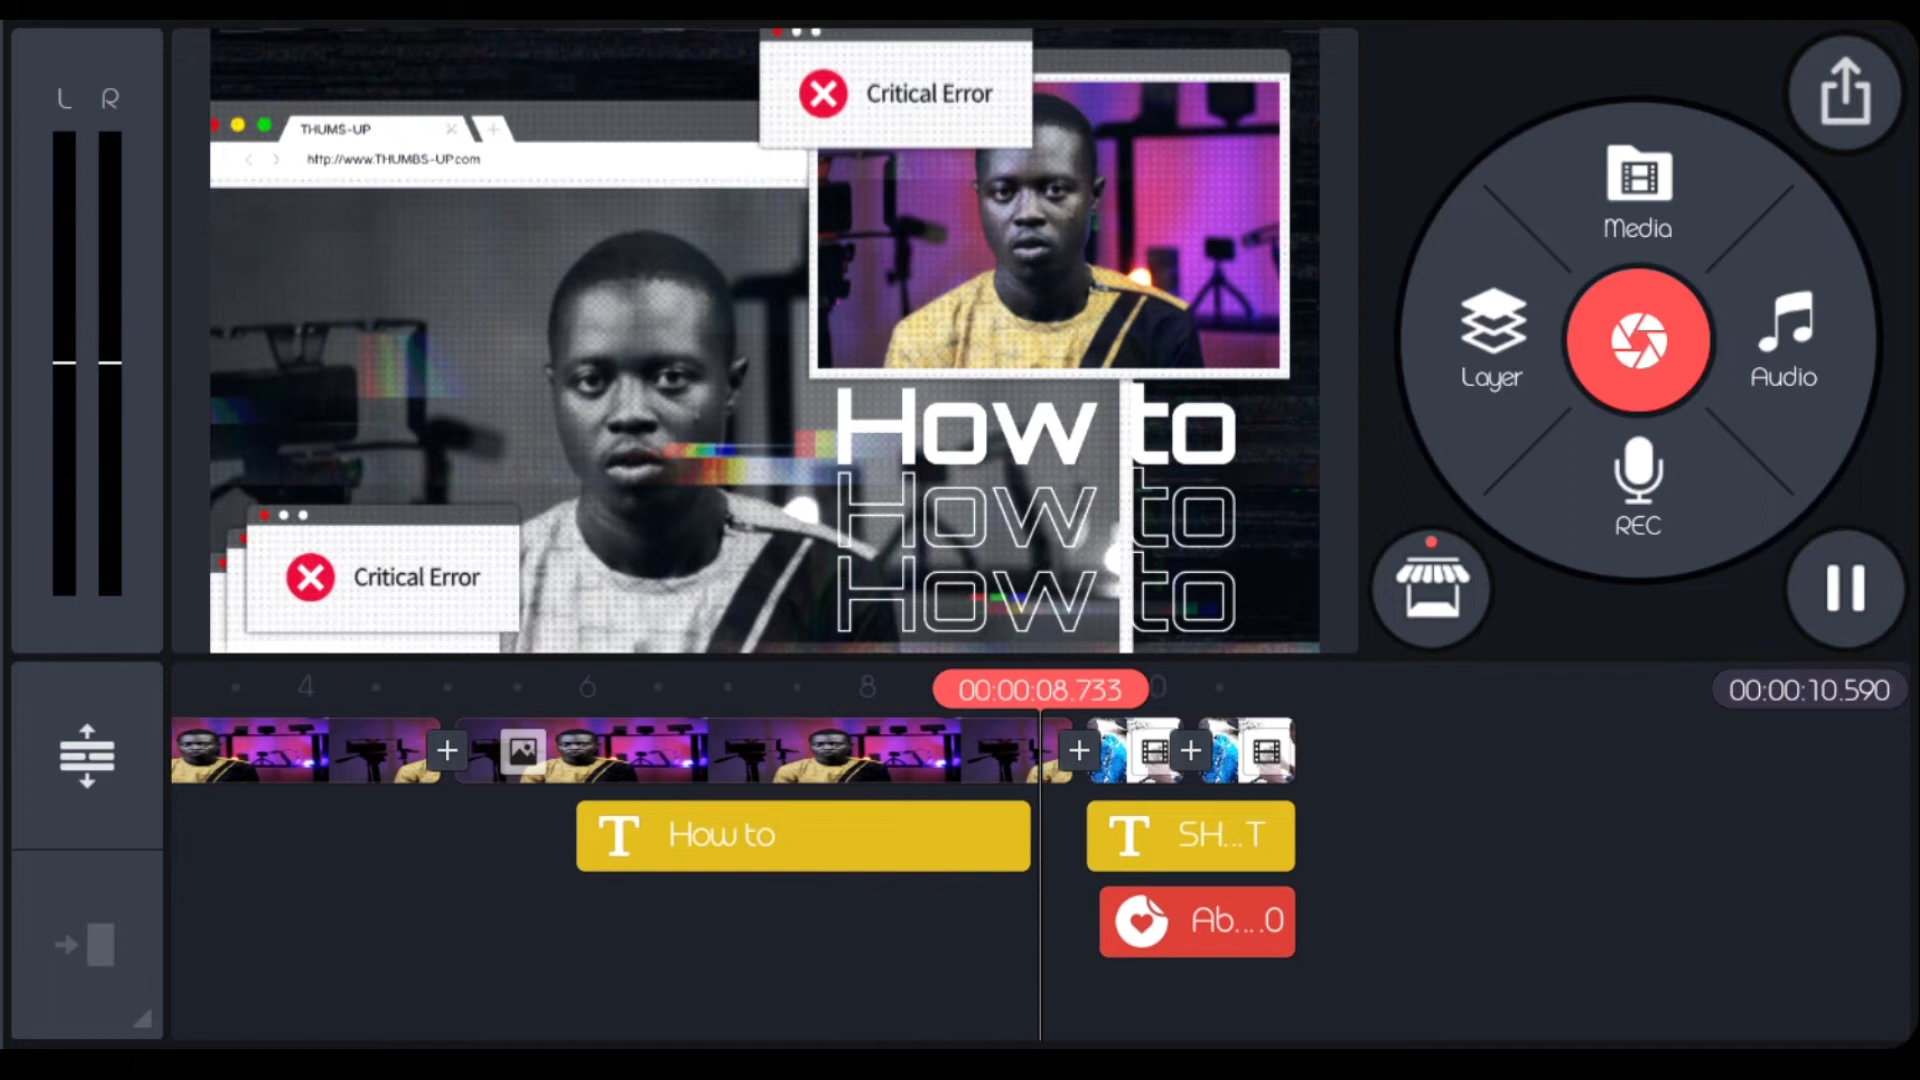 L R
Critical Error
THUMS-UP
http://www.THUMBS-UP.com
Media
Layer
Audio
How to
How to
How to
REC
Critical Error
4
6
8
00:00:08.733
0
00:00:10.590
T How to
T SH...T
Ab....0